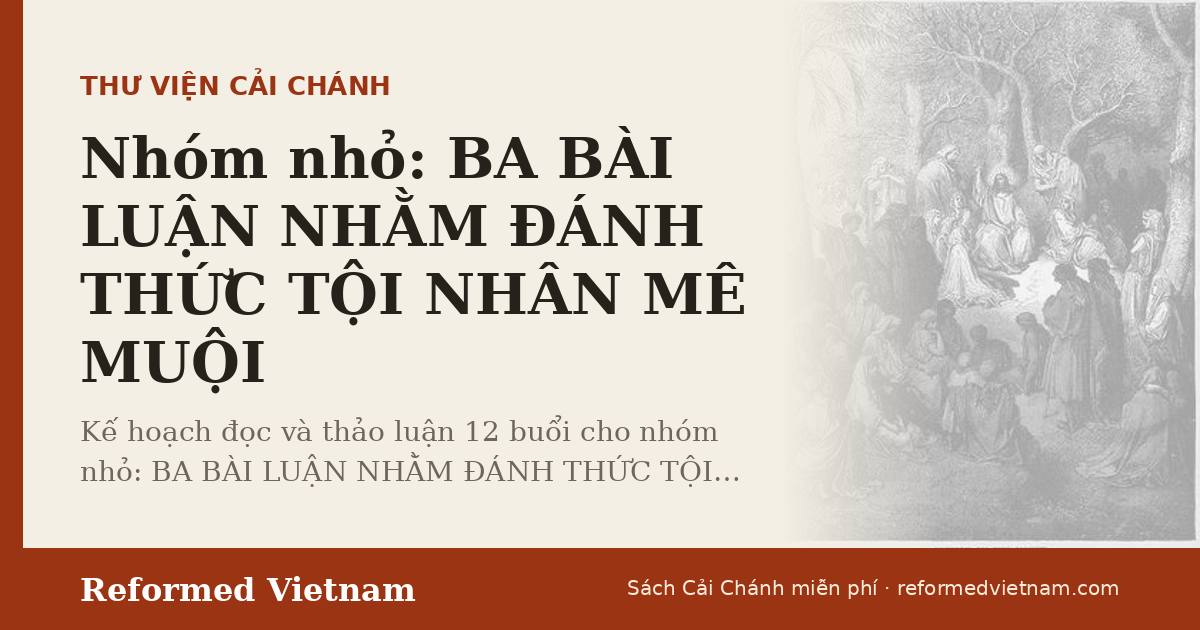 THƯ VIỆN CẢI CHÁNH
Nhóm nhỏ: BA BÀI
LUẬN NHẰM ĐÁNH
THỨC TỘI NHÂN MÊ
MUỘI
Kế hoạch đọc và thảo luận 12 buổi cho nhóm
nhỏ: BA BÀI LUẬN NHẰM ĐÁNH THỨC TỘI...
Reformed Vietnam
Sách Cải Chánh miễn phí · reformedvietnam.com